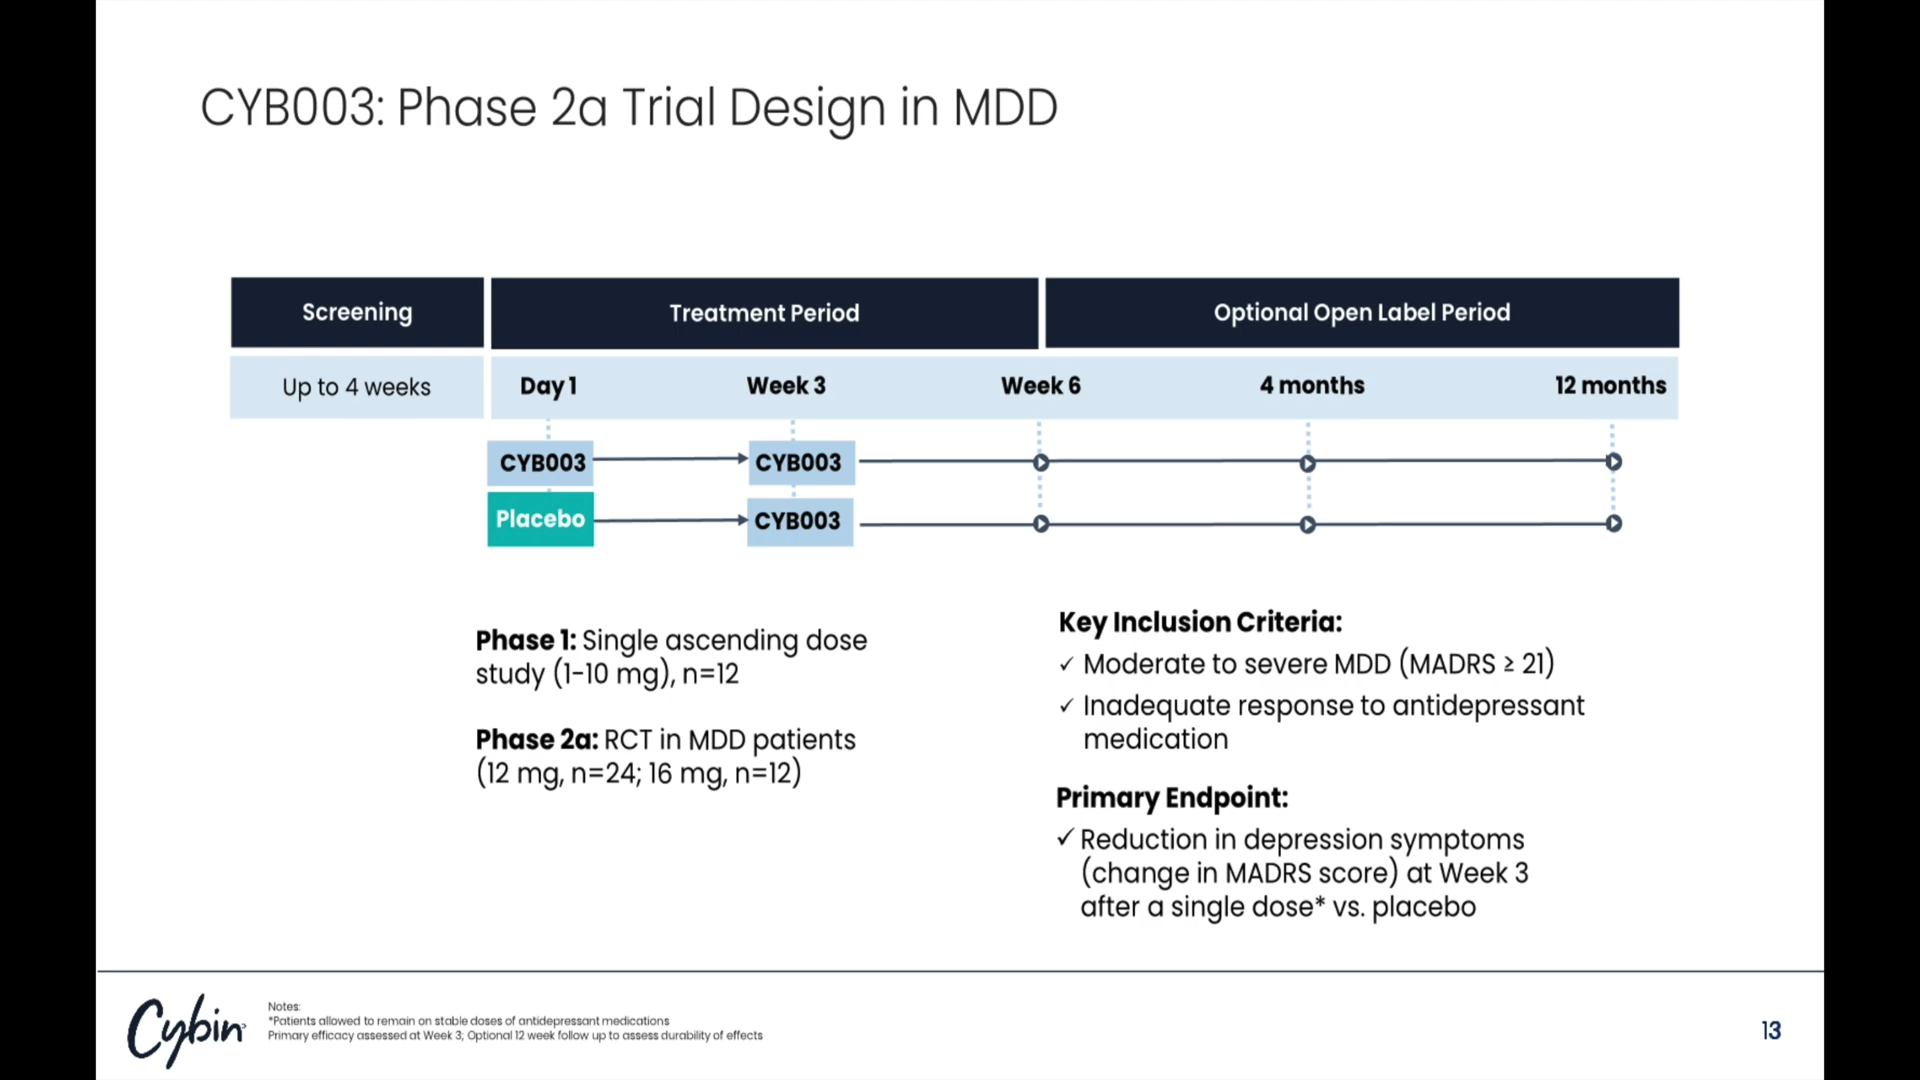 CYB003: Phase 2a Trial Design in MDD
Screening
Treatment Period
Optional Open Label Period
Up to 4 weeks
Day 1
Week 3
Week 6
4 months
12 months
CYB003
CYB003
Placebo
CYB003
Phase 1: Single ascending dose
study (1-10 mg), n=12
Phase 2a: RCT in MDD patients
(12 mg, n=24; 16 mg, n=12)
Key Inclusion Criteria:
✓ Moderate to severe MDD (MADRS ≥ 21)
✓ Inadequate response to antidepressant
medication
Primary Endpoint:
✓ Reduction in depression symptoms
(change in MADRS score) at Week 3
after a single dose* vs. placebo
Cybin
Notes:
*Patients allowed to remain on stable doses of antidepressant medications
Primary efficacy assessed at Week 3; Optional 12 week follow up to assess durability of effects
13